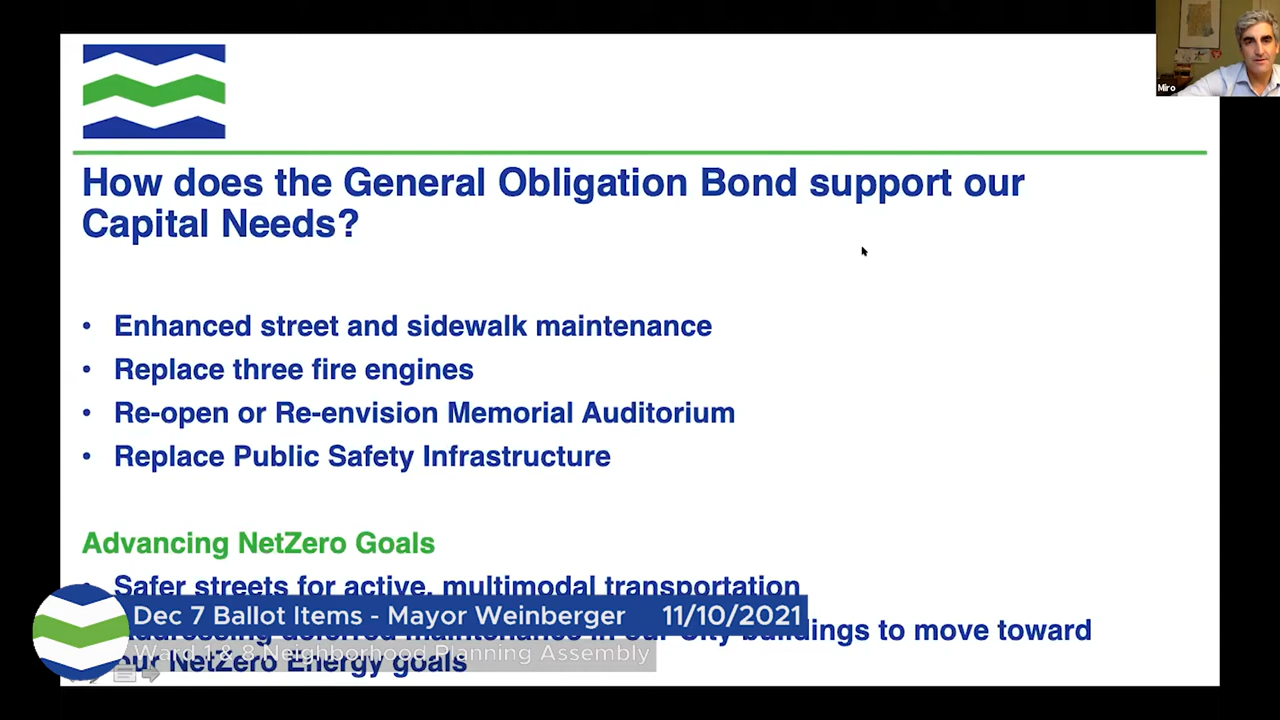 Miro
How does the General Obligation Bond support our
Capital Needs?
• Enhanced street and sidewalk maintenance
• Replace three fire engines
• Re-open or Re-envision Memorial Auditorium
• Replace Public Safety Infrastructure
Advancing NetZero Goals
• Safer streets for active, multimodal transportation
Dec 7 Ballot Items - Mayor Weinberger 11/10/2021
Addressing deferred maintenance in our City buildings to move toward
Ward 1 & 8 Neighborhood Planning Assembly
our NetZero Energy goals